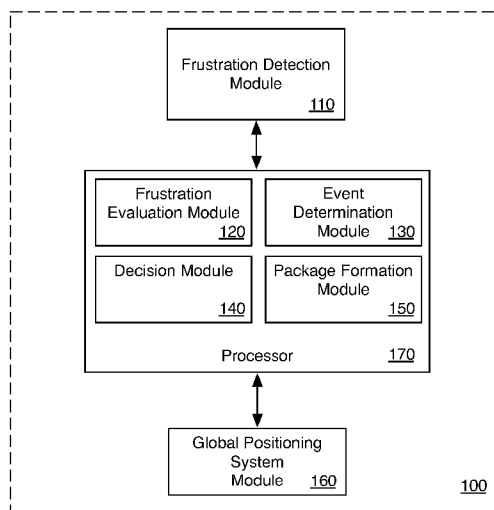 Frustration Detection
Module
110
Frustration
Evaluation Module
120
Event
Determination
Module
130
Decision Module
140
Package Formation
Module
150
Processor
170
Global Positioning
System
Module
160
100